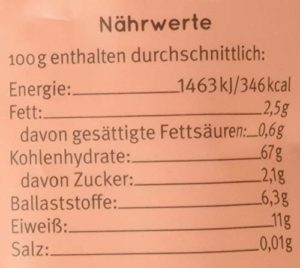 Nährwerte
100g enthalten durchschnittlich:
Energie: 1463kJ/346kcal
Fett: 2,5g
davon gesättigte Fettsäuren: 0,6g
Kohlenhydrate: 67g
davon Zucker: 2,1g
Ballaststoffe: 6,3g
Eiweiß: 11g
Salz: 0,01g